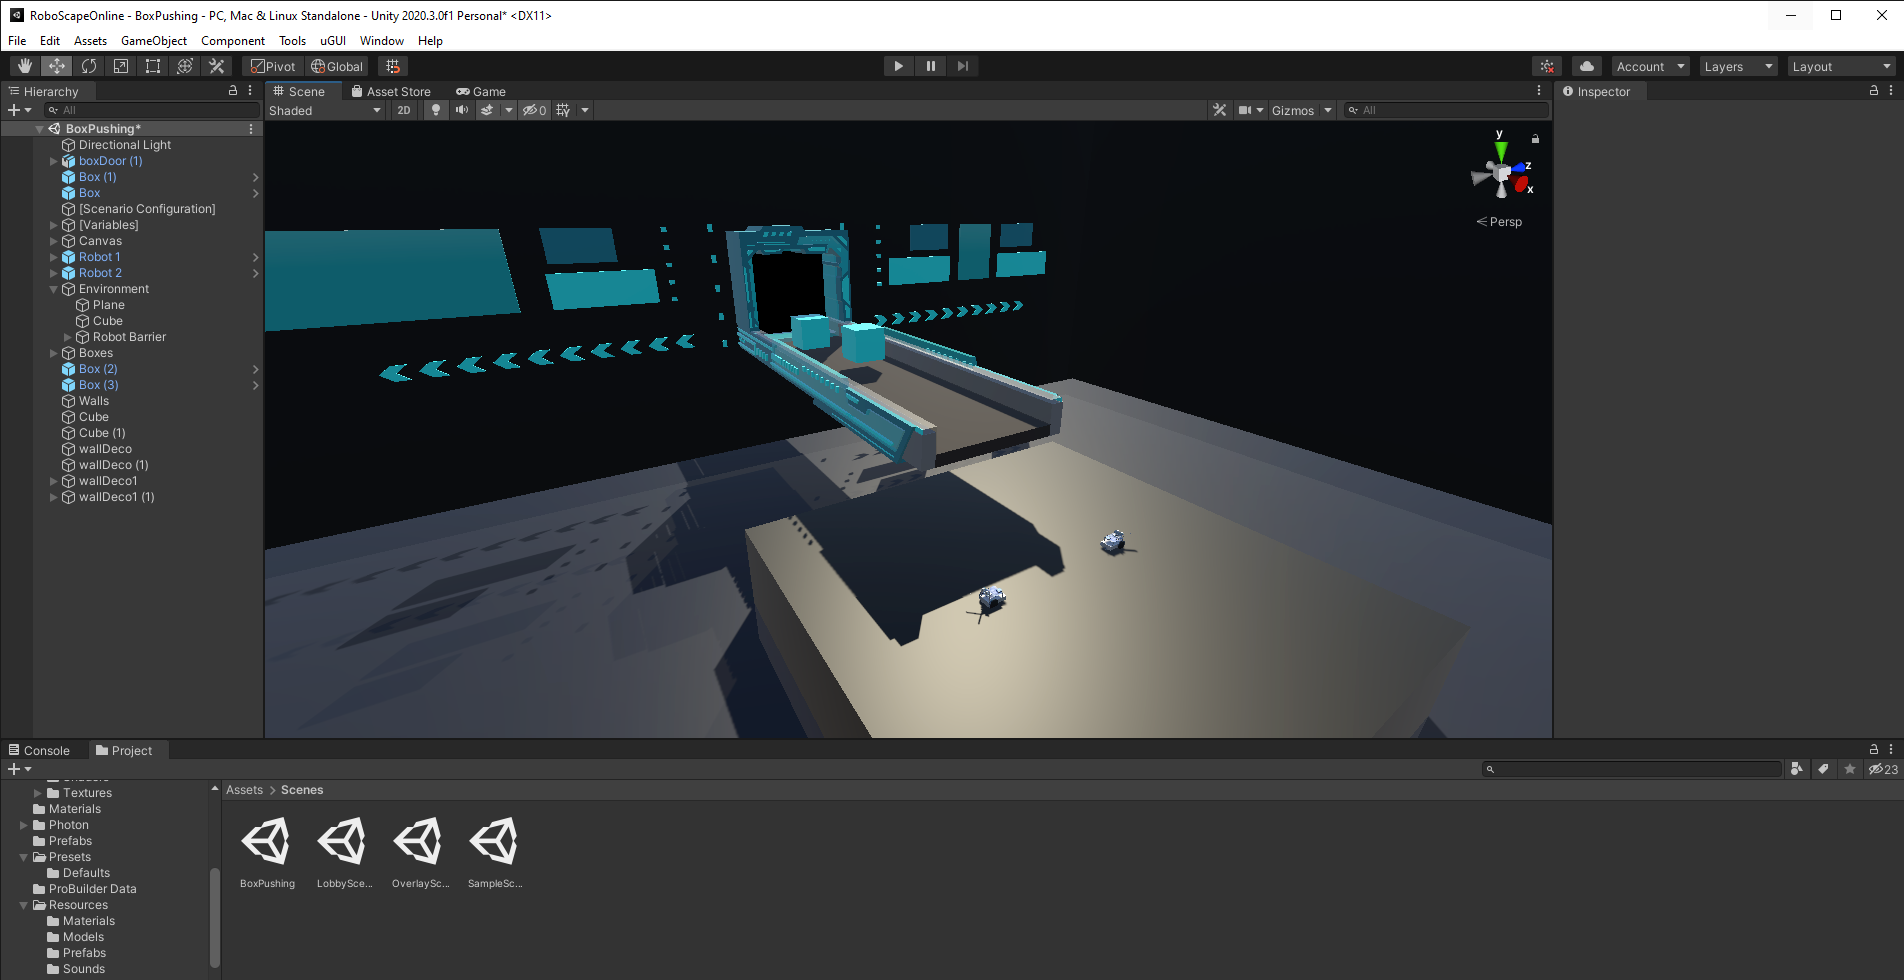 RoboScapeOnline - BoxPushing - PC, Mac & Linux Standalone - Unity 2020.3.0f1 Personal* <DX11>
File Edit Assets GameObject Component Tools uGUI Window Help
Pivot Global Account Layers Layout
Hierarchy
All
BoxPushing*
Directional Light
boxDoor (1)
Box (1)
Box
[Scenario Configuration]
[Variables]
Canvas
Robot 1
Robot 2
Environment
Plane
Cube
Robot Barrier
Boxes
Box (2)
Box (3)
Walls
Cube
Cube (1)
wallDeco
wallDeco (1)
wallDeco1
wallDeco1 (1)
Scene Asset Store Game
Shaded 2D 0 Gizmos All
y
z
x
Persp
Inspector
Console Project
23
Textures
Materials
Photon
Prefabs
Presets
Defaults
ProBuilder Data
Resources
Materials
Models
Prefabs
Sounds
Assets > Scenes
BoxPushing LobbySce... OverlaySc... SampleSc...